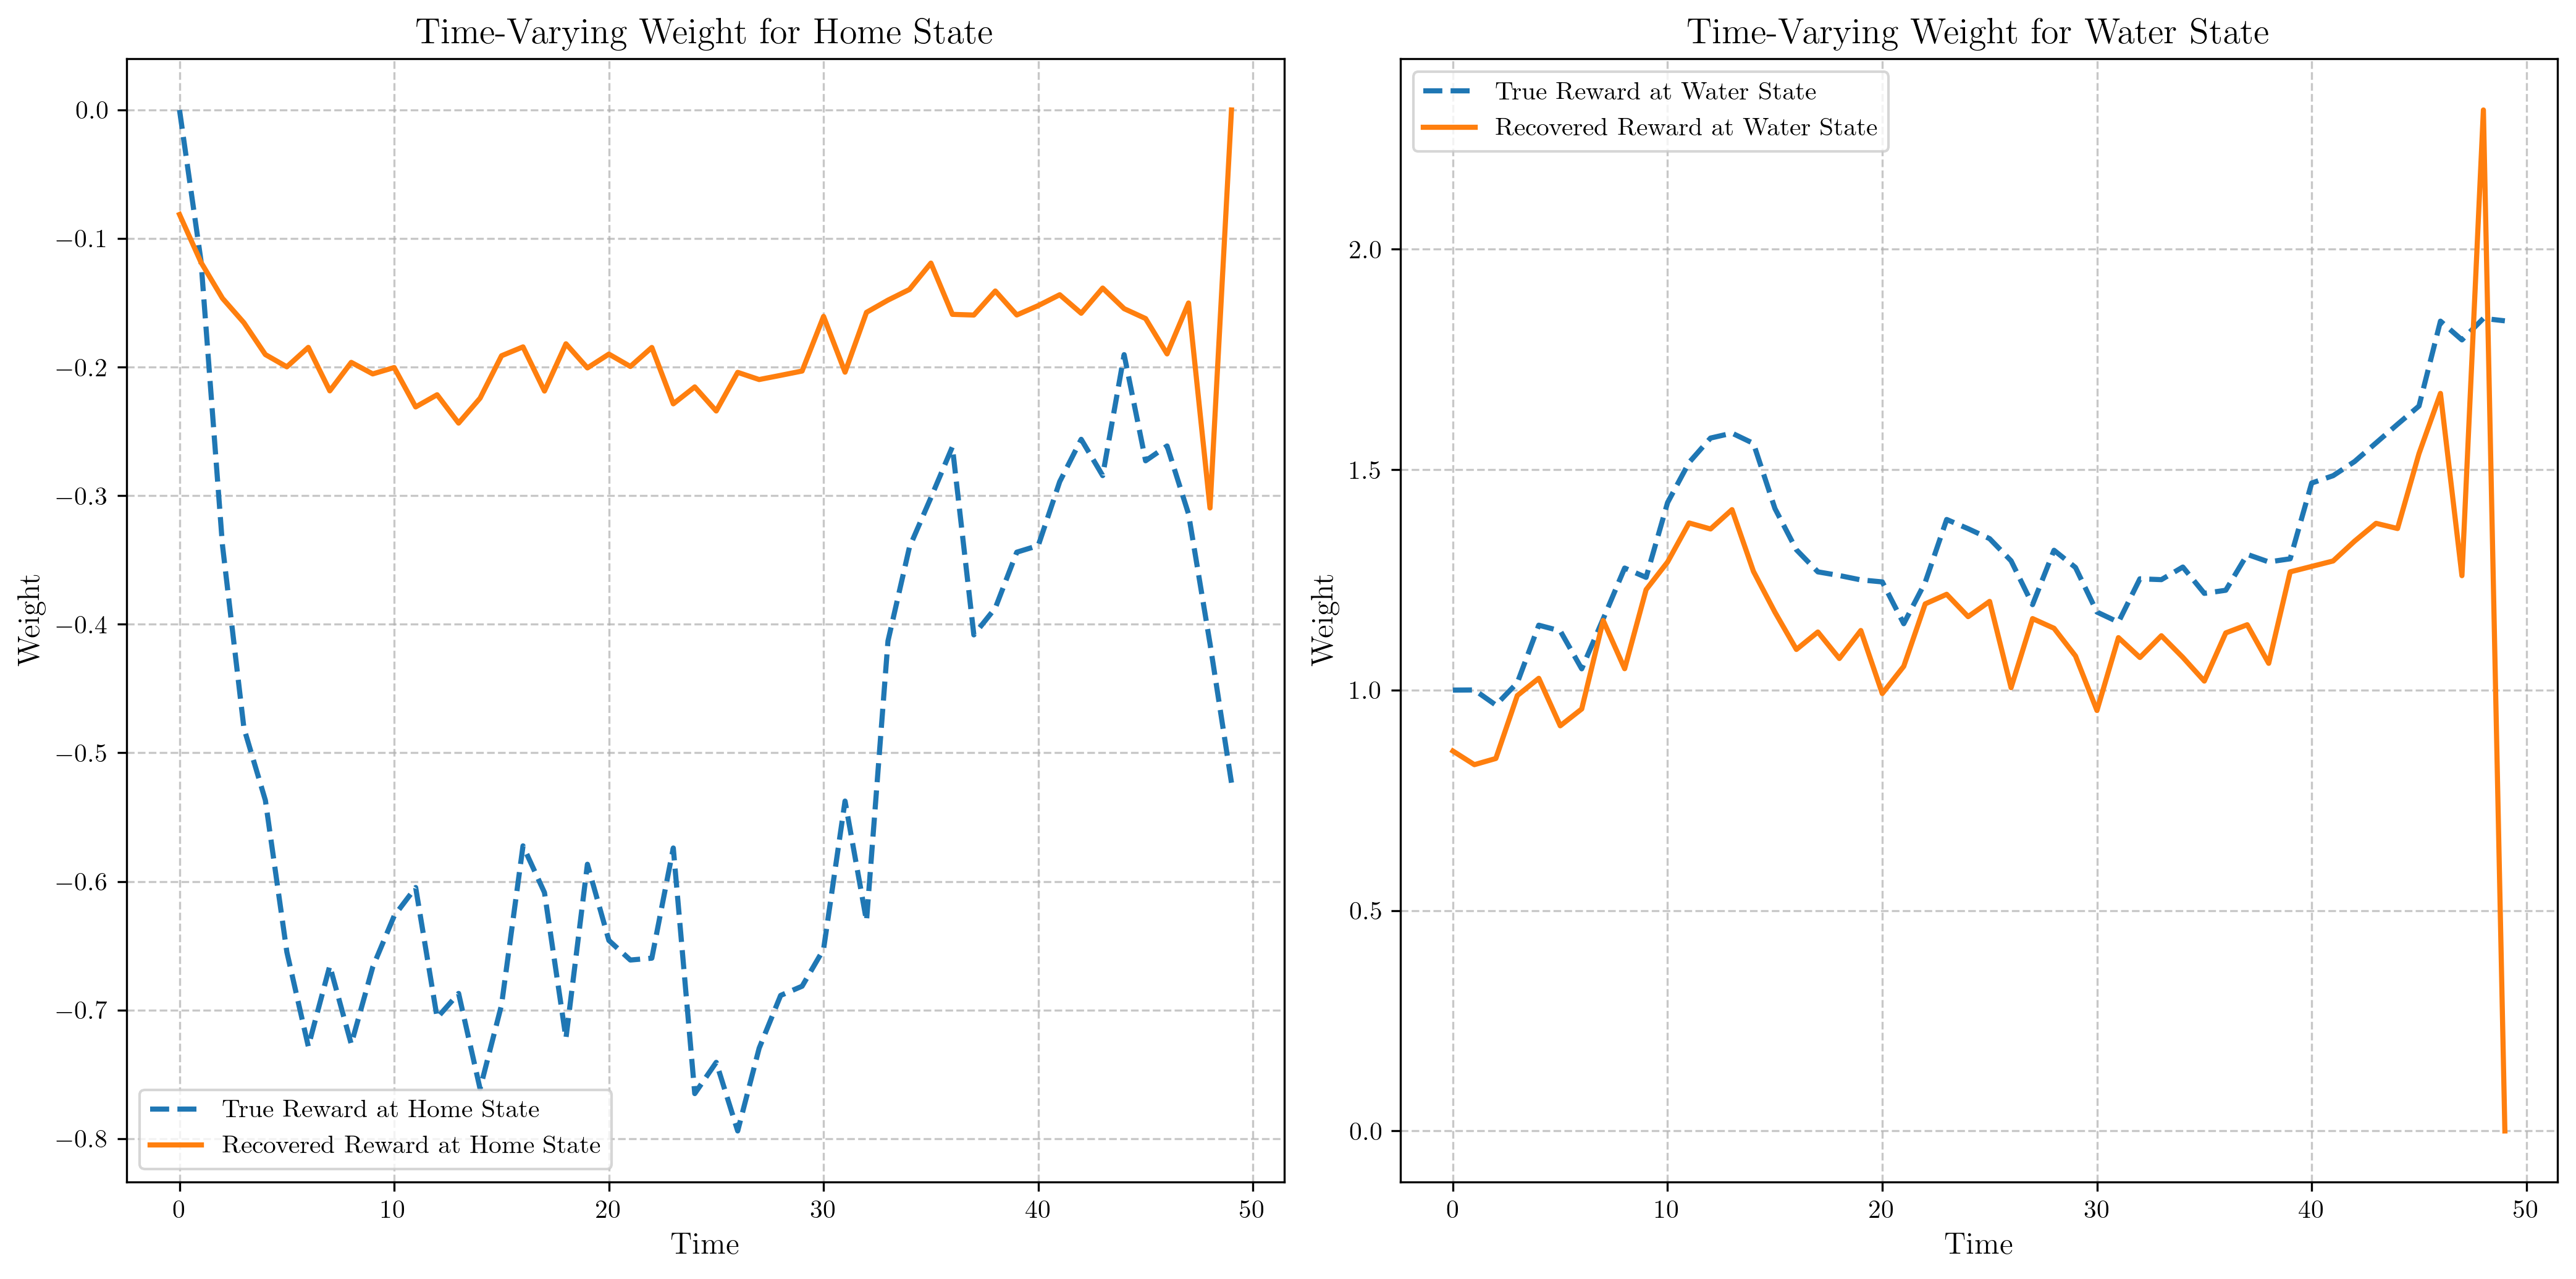 Time-Varying Weight for Home State
0.0
−0.1
−0.2
−0.3
−0.4
−0.5
−0.6
−0.7
−0.8
Weight
True Reward at Home State
Recovered Reward at Home State
0 10 20 30 40 50
Time
Time-Varying Weight for Water State
True Reward at Water State
Recovered Reward at Water State
2.0
1.5
1.0
0.5
0.0
Weight
0 10 20 30 40 50
Time